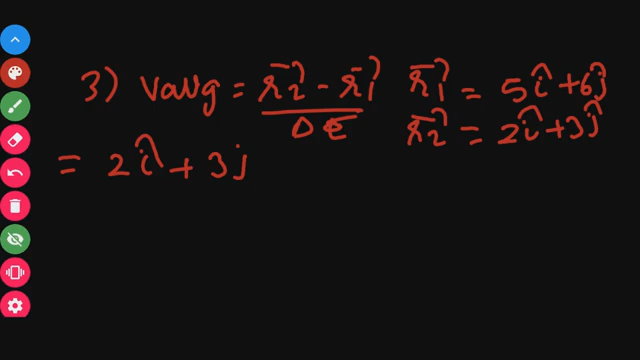 3) vavg = r⃗2 - r⃗1 / Δt r⃗1 = 5î + 6ĵ
r⃗2 = 2î + 3ĵ
= 2î + 3j